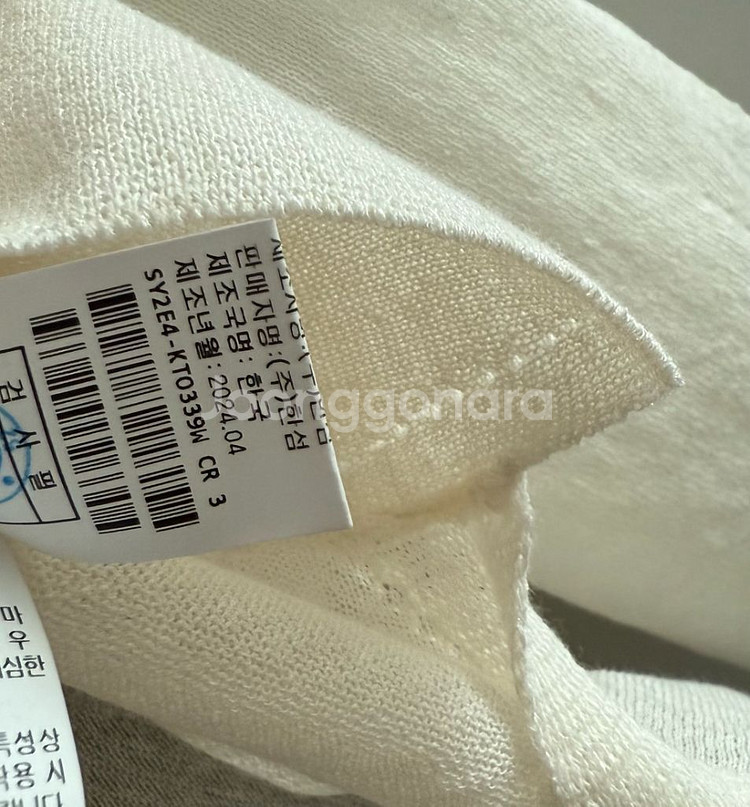 판매자명:(주)한섬
제조국명: 한국
제조년월:2024.04
SY2E4-KT0339W CR 3
검사필
마
우
심한
특성상
착용 시
joonggonara